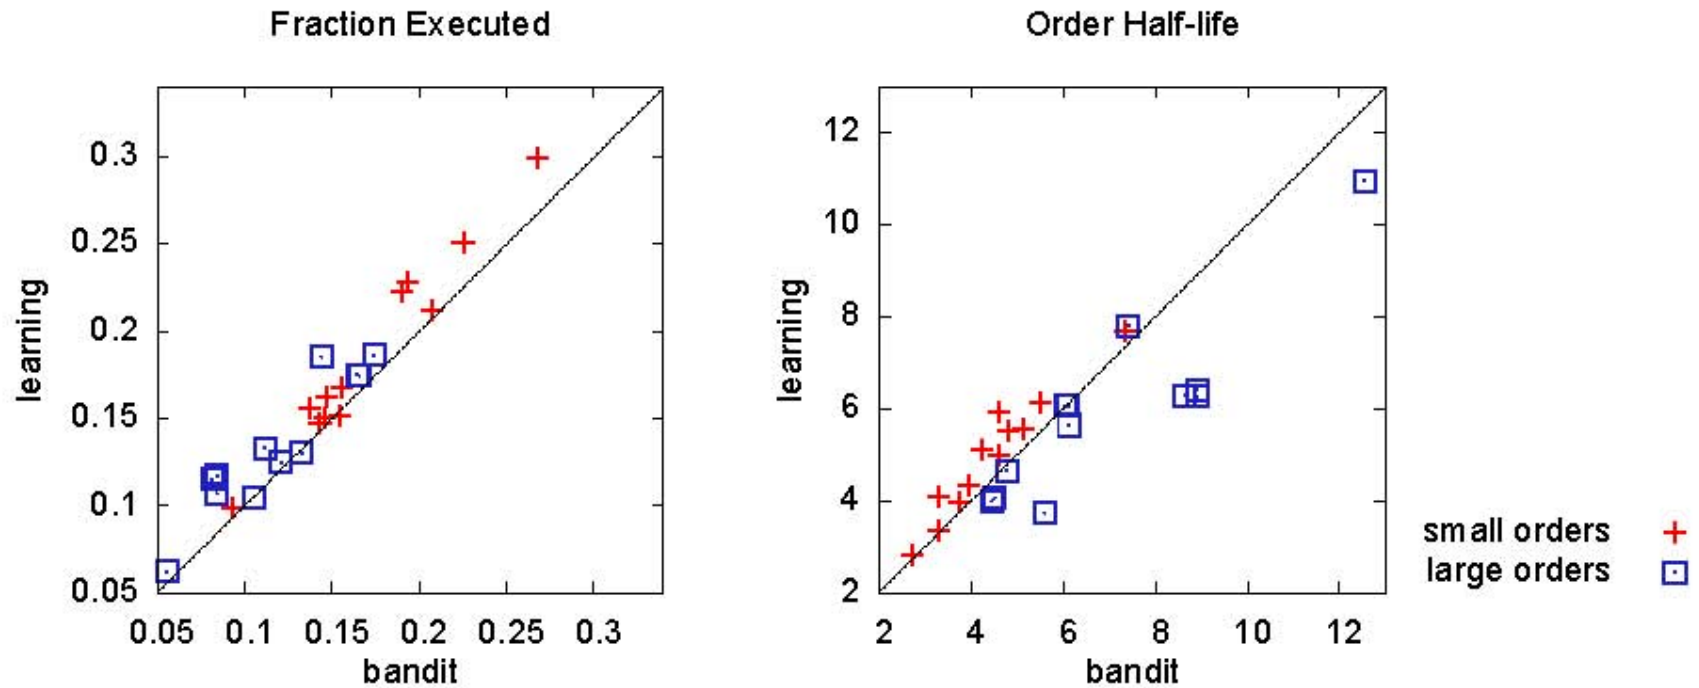 Fraction Executed
0.3
0.25
0.2
0.15
0.1
0.05
learning
0.05 0.1 0.15 0.2 0.25 0.3
bandit
Order Half-life
12
10
8
6
4
2
learning
2 4 6 8 10 12
bandit
small orders
large orders